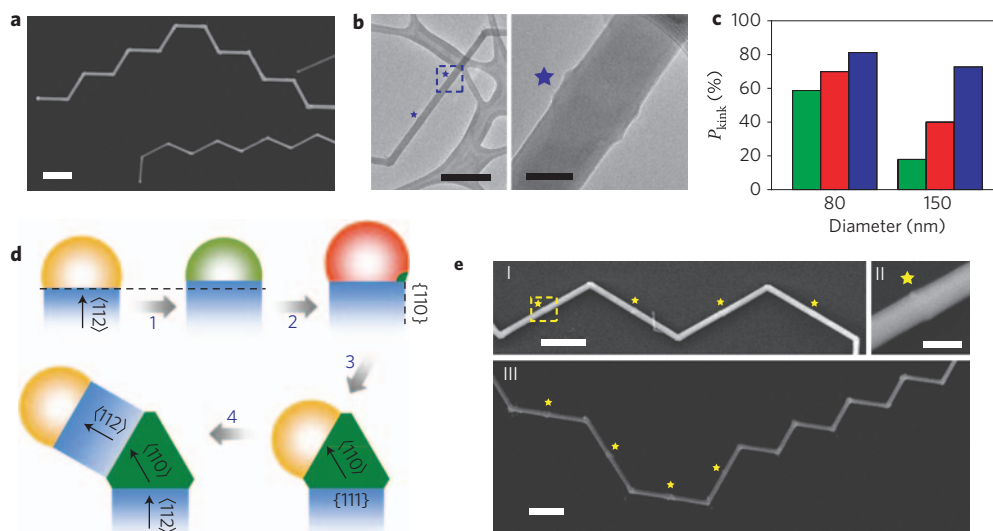 a
b
c
P kink (%)
100
80
60
40
20
0
80
150
Diameter (nm)
d
⟨112⟩
1
2
{110}
3
⟨110⟩
{111}
4
⟨112⟩
⟨110⟩
⟨112⟩
e
I
II
III